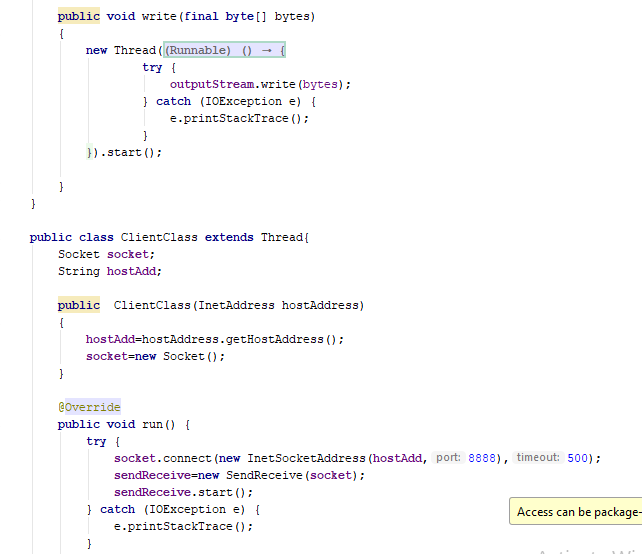 public void write(final byte[] bytes)
{
new Thread((Runnable) () → {
try {
outputStream.write(bytes);
} catch (IOException e) {
e.printStackTrace();
}
}).start();
}
}
public class ClientClass extends Thread{
Socket socket;
String hostAdd;
public  ClientClass(InetAddress hostAddress)
{
hostAdd=hostAddress.getHostAddress();
socket=new Socket();
}
@Override
public void run() {
try {
socket.connect(new InetSocketAddress(hostAdd, port: 8888), timeout: 500);
sendReceive=new SendReceive(socket);
sendReceive.start();
} catch (IOException e) {
Access can be package-
e.printStackTrace();
}